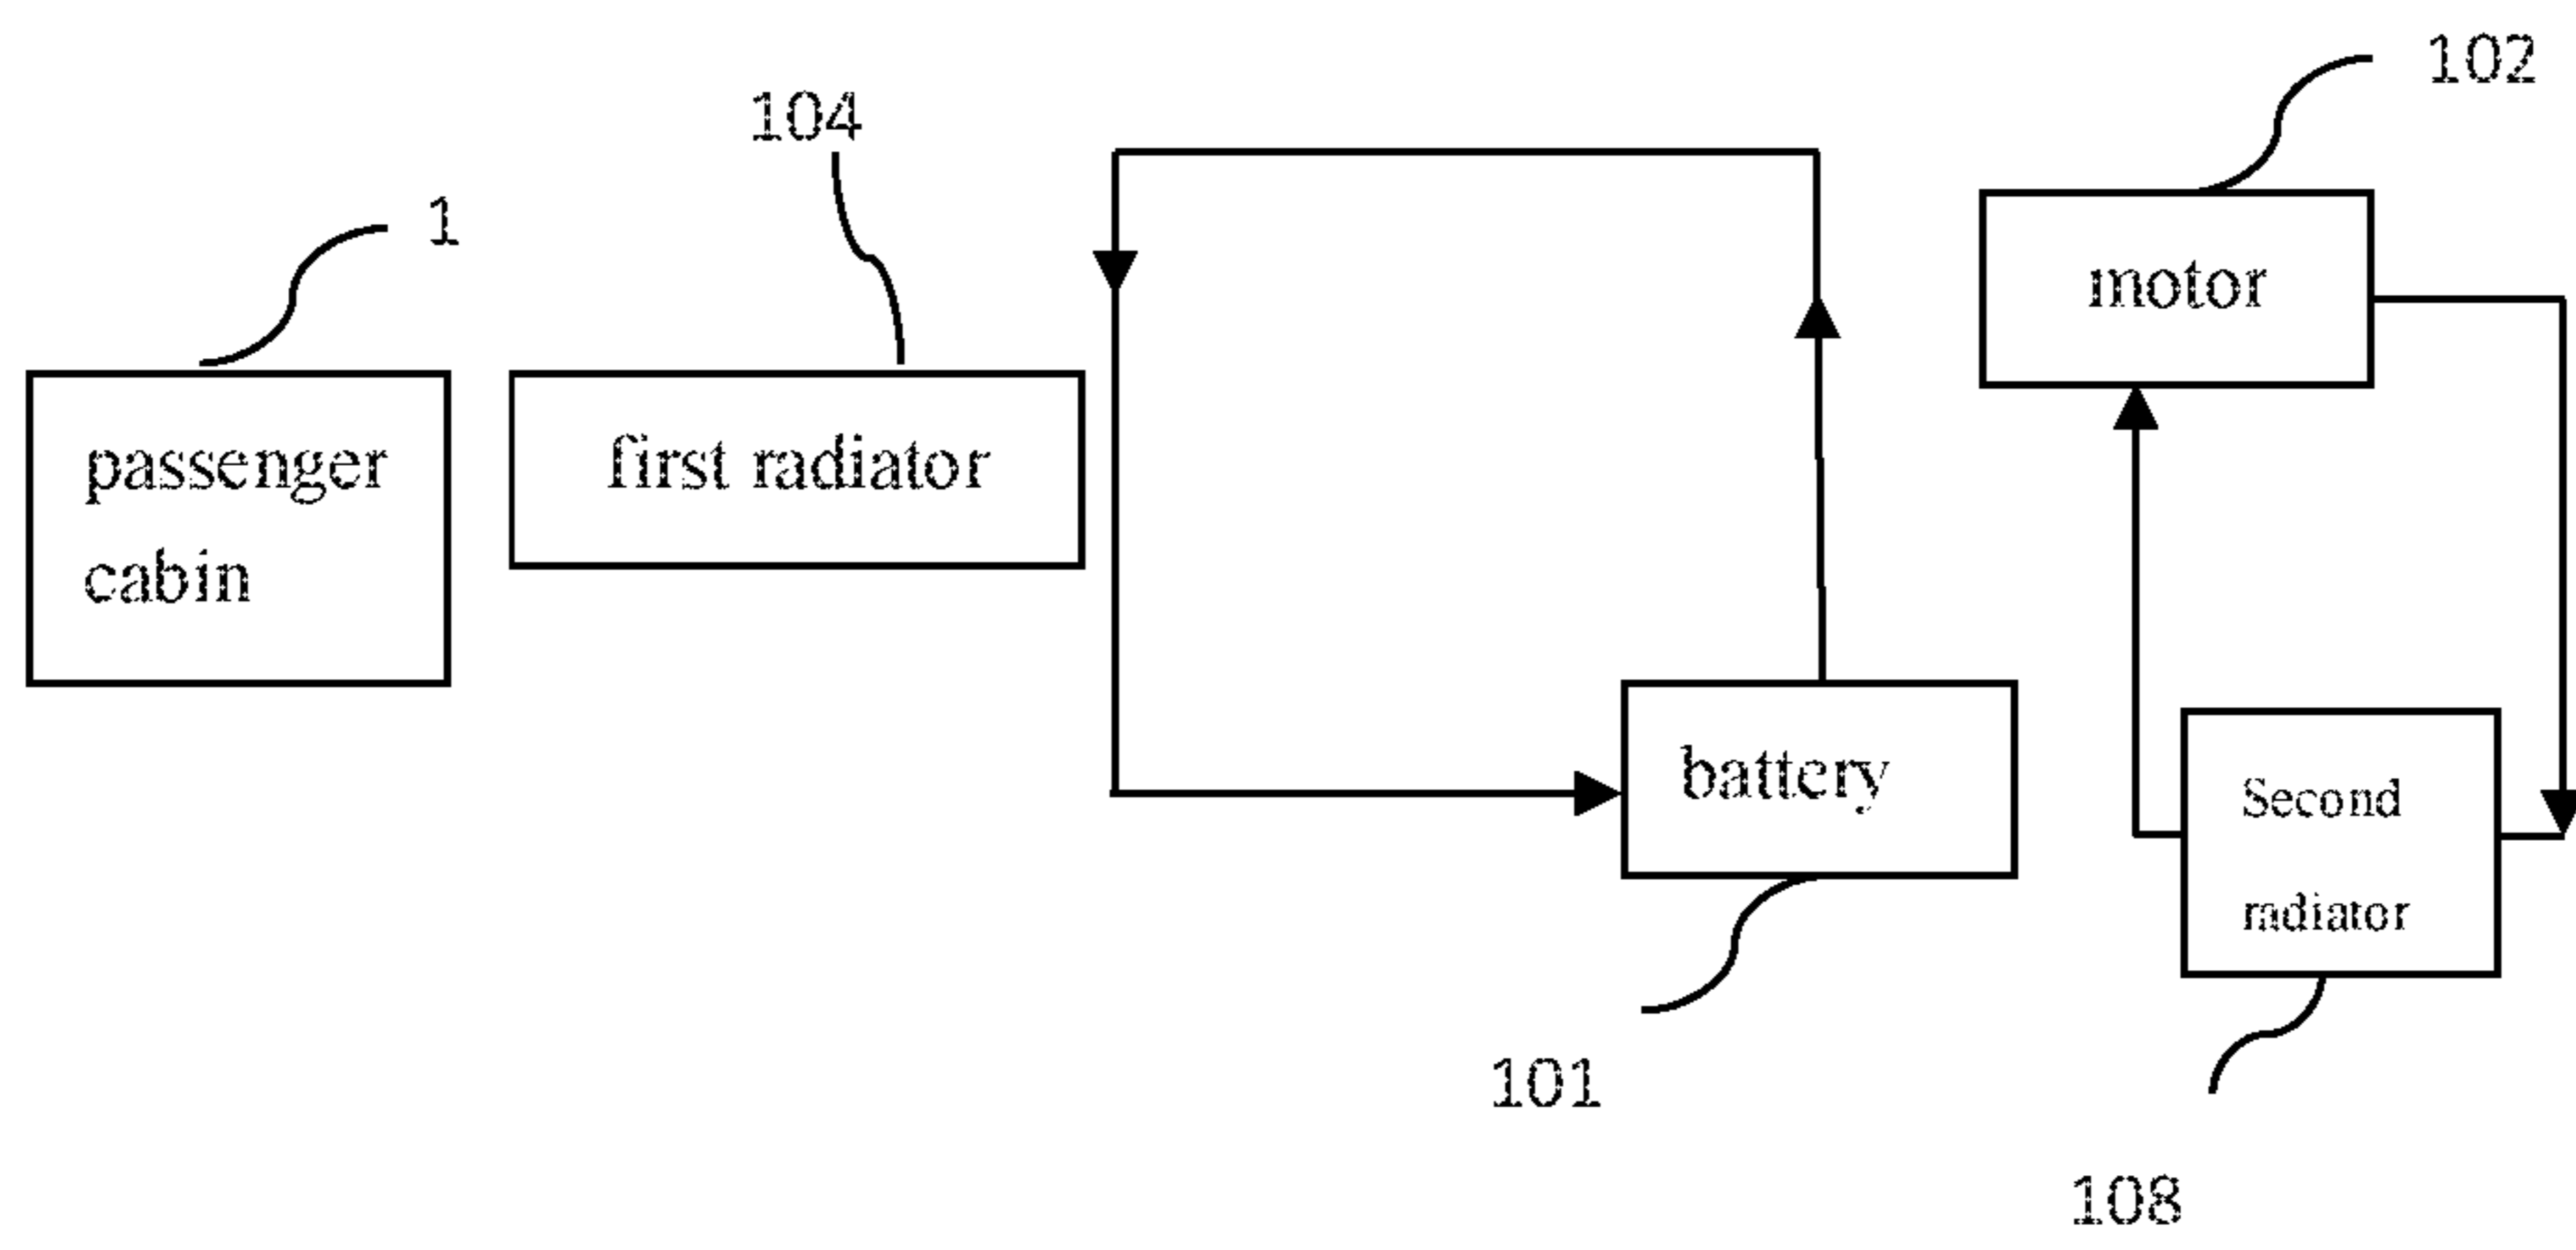 102
104
1
motor
passenger
cabin
first radiator
battery
Second
radiator
101
108